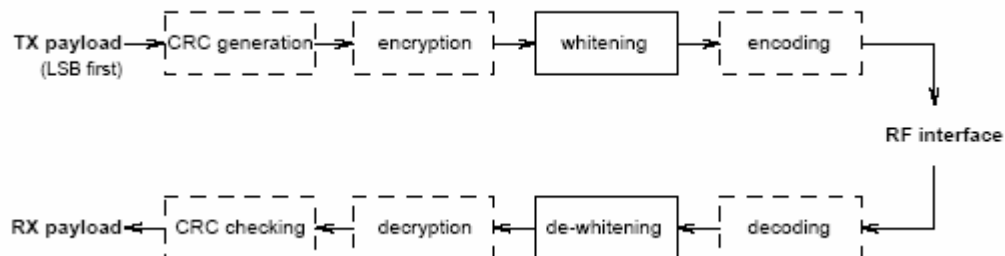 TX payload
(LSB first)
CRC generation
encryption
whitening
encoding
RF interface
RX payload
CRC checking
decryption
de-whitening
decoding